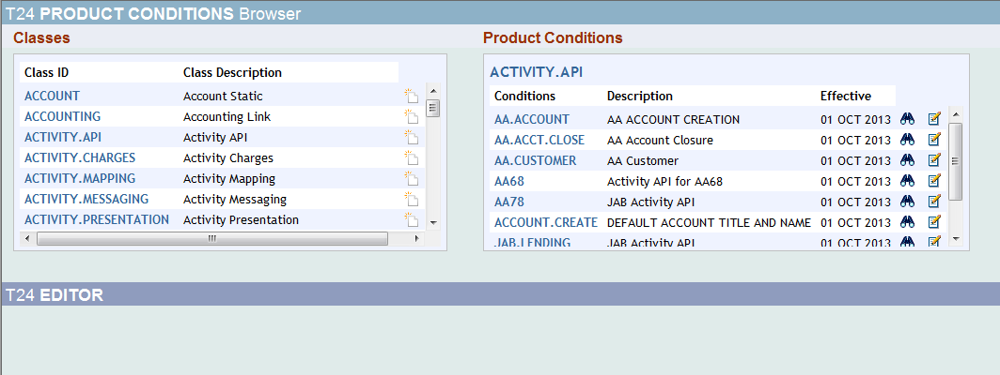 T24 PRODUCT CONDITIONS Browser
Classes
Class ID Class Description
ACCOUNT Account Static
ACCOUNTING Accounting Link
ACTIVITY.API Activity API
ACTIVITY.CHARGES Activity Charges
ACTIVITY.MAPPING Activity Mapping
ACTIVITY.MESSAGING Activity Messaging
ACTIVITY.PRESENTATION Activity Presentation
Product Conditions
ACTIVITY.API
Conditions Description Effective
AA.ACCOUNT AA ACCOUNT CREATION 01 OCT 2013
AA.ACCT.CLOSE AA Account Closure 01 OCT 2013
AA.CUSTOMER AA Customer 01 OCT 2013
AA68 Activity API for AA68 01 OCT 2013
AA78 JAB Activity API 01 OCT 2013
ACCOUNT.CREATE DEFAULT ACCOUNT TITLE AND NAME 01 OCT 2013
JAB.LENDING JAB Activity API 01 OCT 2013
T24 EDITOR